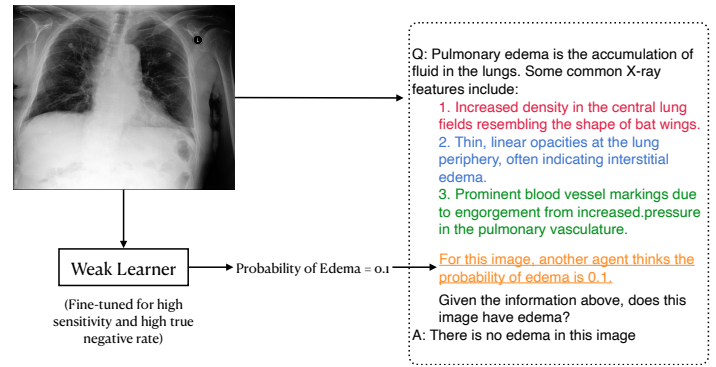 Q: Pulmonary edema is the accumulation of
fluid in the lungs. Some common X-ray
features include:
1. Increased density in the central lung
fields resembling the shape of bat wings.
2. Thin, linear opacities at the lung
periphery, often indicating interstitial
edema.
3. Prominent blood vessel markings due
to engorgement from increased.pressure
in the pulmonary vasculature.
For this image, another agent thinks the
probability of edema is 0.1.
Given the information above, does this
image have edema?
A: There is no edema in this image
Weak Learner
Probability of Edema = 0.1
(Fine-tuned for high
sensitivity and high true
negative rate)